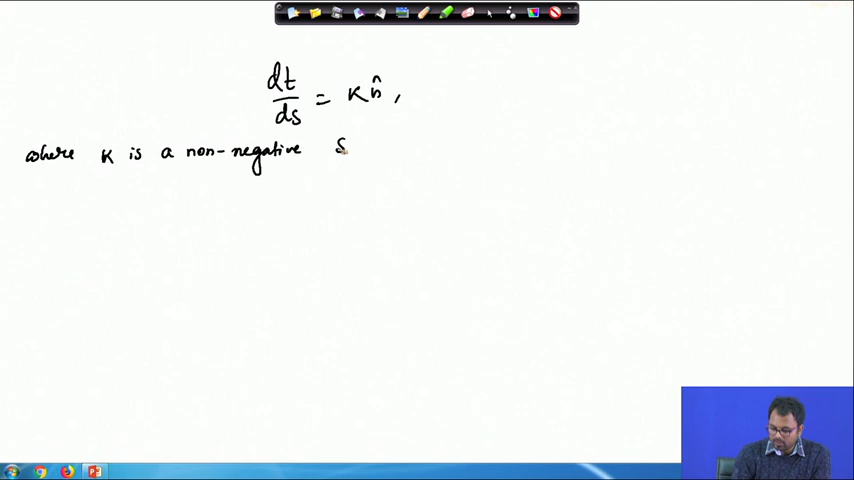 dt/ds = κ n̂ ,
where κ is a non-negative S